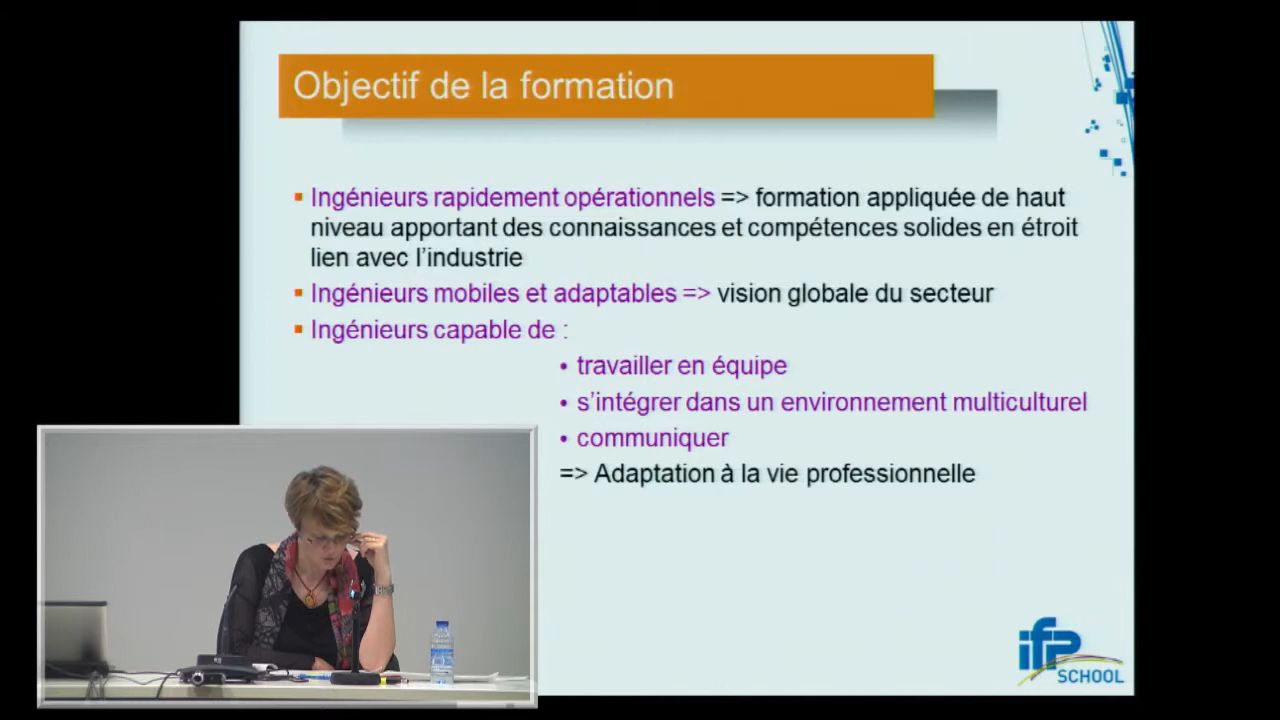 Objectif de la formation
Ingénieurs rapidement opérationnels => formation appliquée de haut
niveau apportant des connaissances et compétences solides en étroit
lien avec l’industrie
Ingénieurs mobiles et adaptables => vision globale du secteur
Ingénieurs capable de :
• travailler en équipe
• s’intégrer dans un environnement multiculturel
• communiquer
=> Adaptation à la vie professionnelle
ifp
SCHOOL